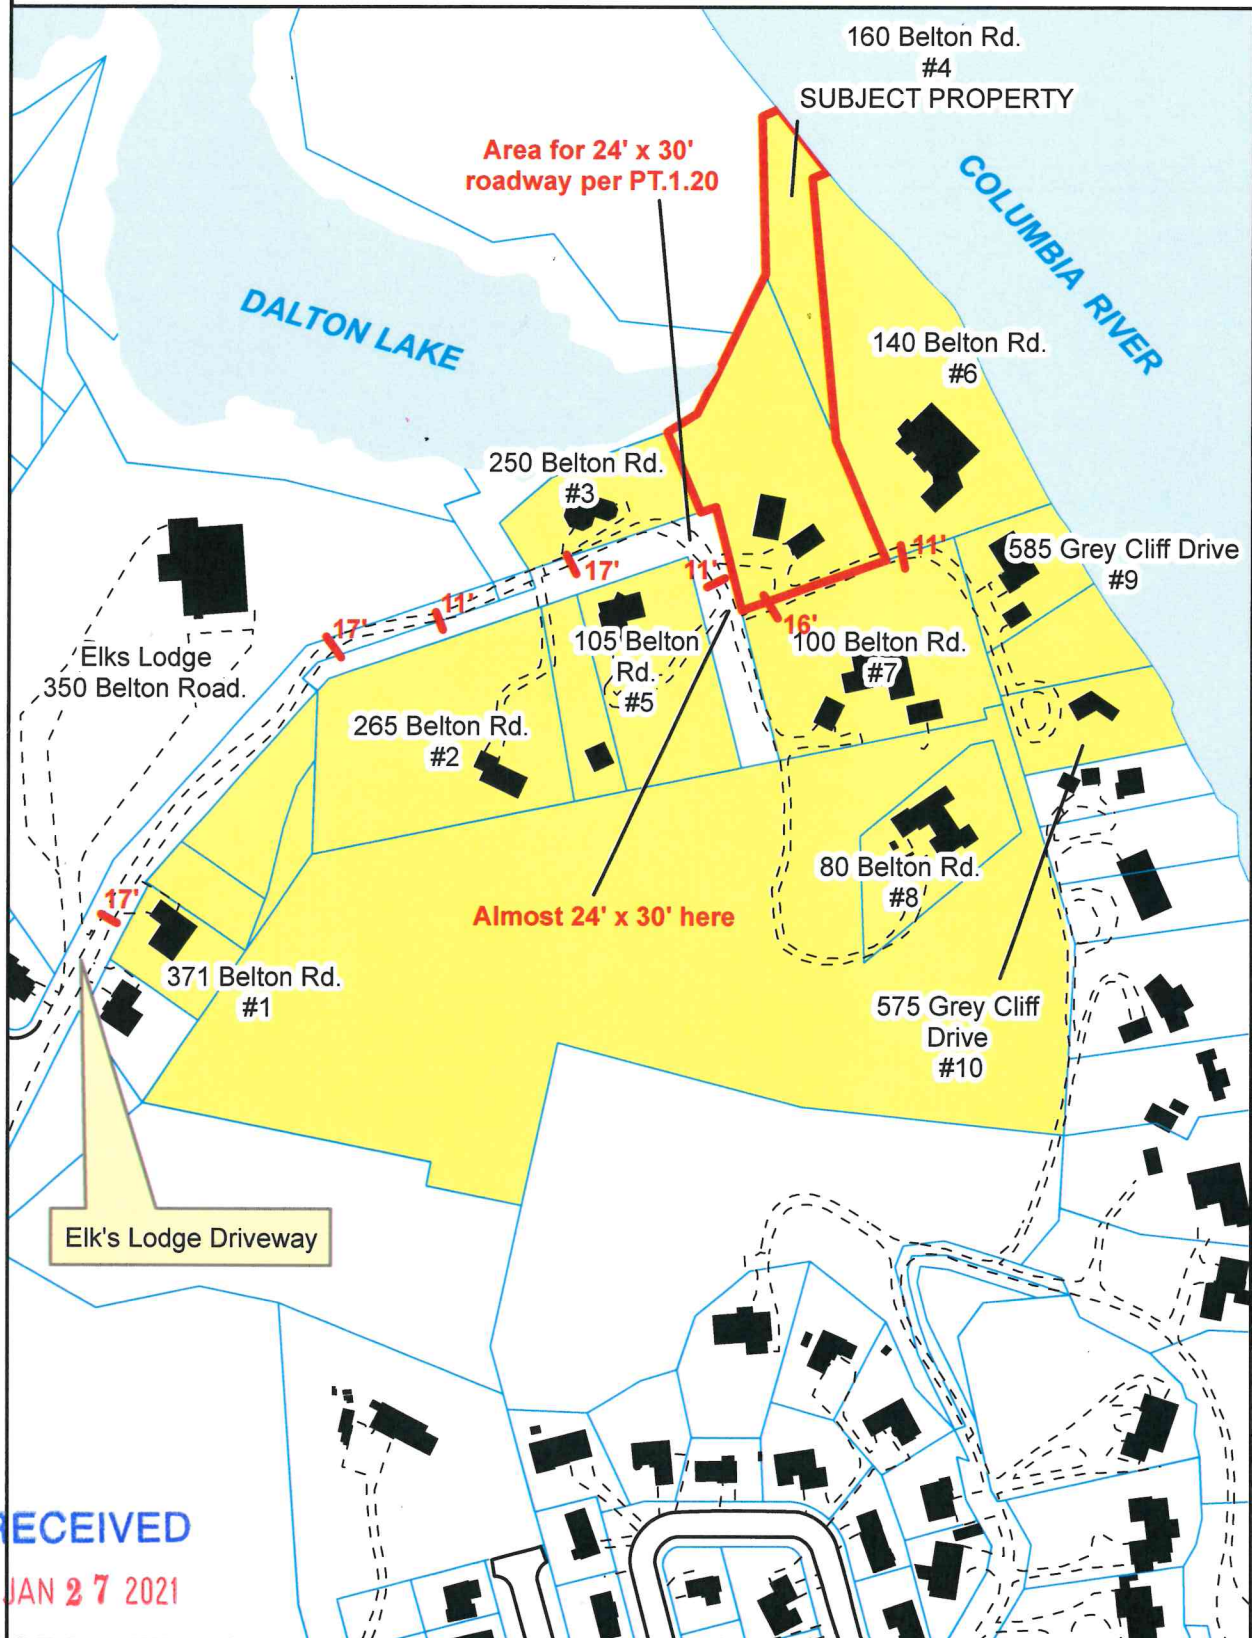 160 Belton Rd.
#4
SUBJECT PROPERTY
Area for 24' x 30'
roadway per PT.1.20
COLUMBIA RIVER
DALTON LAKE
140 Belton Rd.
#6
250 Belton Rd.
#3
585 Grey Cliff Drive
#9
17'
11'
11'
16'
17'
11'
105 Belton
Rd.
#5
100 Belton Rd.
#7
Elks Lodge
350 Belton Road.
265 Belton Rd.
#2
80 Belton Rd.
#8
17'
Almost 24' x 30' here
371 Belton Rd.
#1
575 Grey Cliff
Drive
#10
Elk's Lodge Driveway
RECEIVED
JAN 27 2021